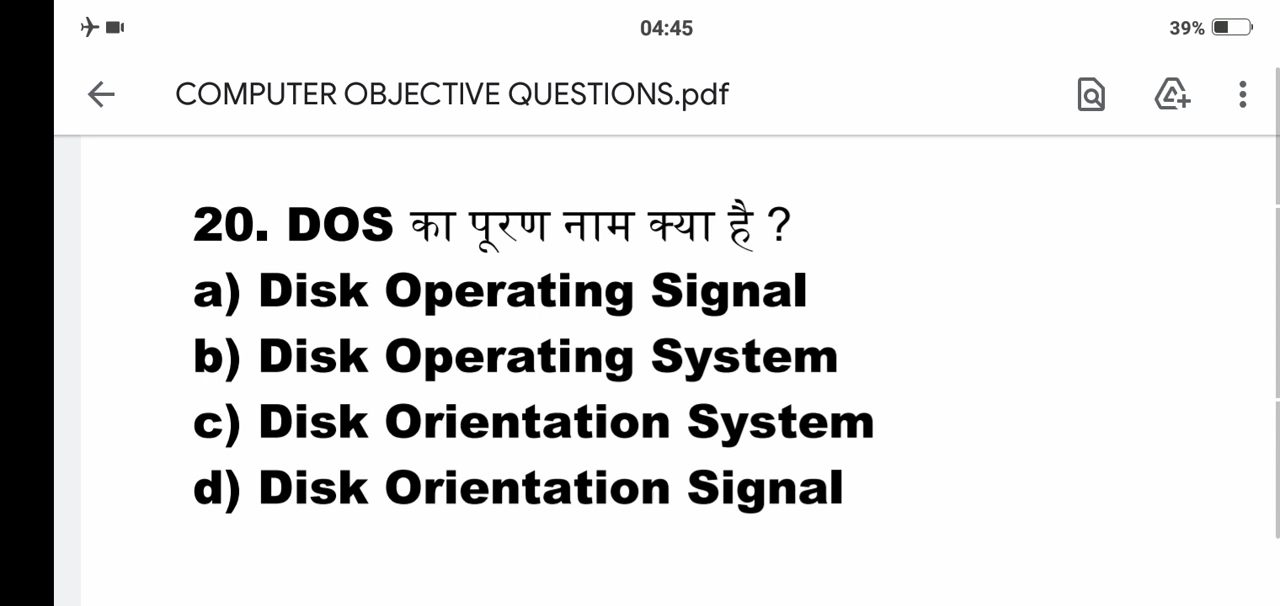 04:45
39%
COMPUTER OBJECTIVE QUESTIONS.pdf
20. DOS का पूरण नाम क्या है ?
a) Disk Operating Signal
b) Disk Operating System
c) Disk Orientation System
d) Disk Orientation Signal